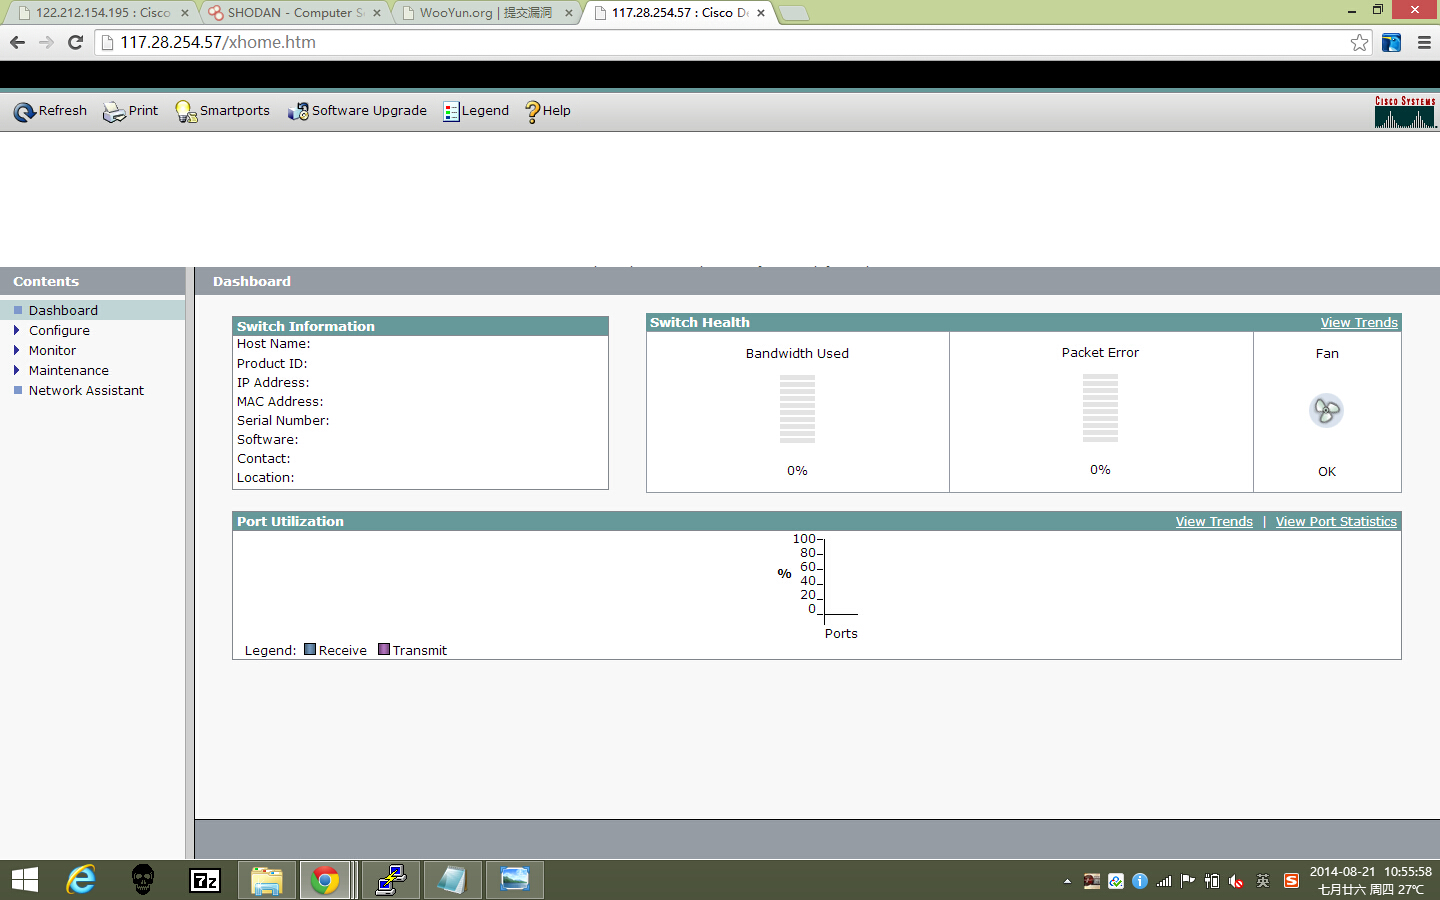 122.212.154.195 : Cisco
SHODAN - Computer S
WooYun.org | 提交漏洞
117.28.254.57 : Cisco D
117.28.254.57/xhome.htm
Refresh
Print
Smartports
Software Upgrade
Legend
Help
CISCO SYSTEMS
Contents
Dashboard
Configure
Monitor
Maintenance
Network Assistant
Dashboard
Switch Information
Host Name:
Product ID:
IP Address:
MAC Address:
Serial Number:
Software:
Contact:
Location:
Switch Health
View Trends
Bandwidth Used
Packet Error
Fan
0%
0%
OK
Port Utilization
View Trends | View Port Statistics
100
80
60
%
40
20
0
Ports
Legend: Receive Transmit
7z
英
S
2014-08-21 10:55:58
七月廿六 周四 27℃